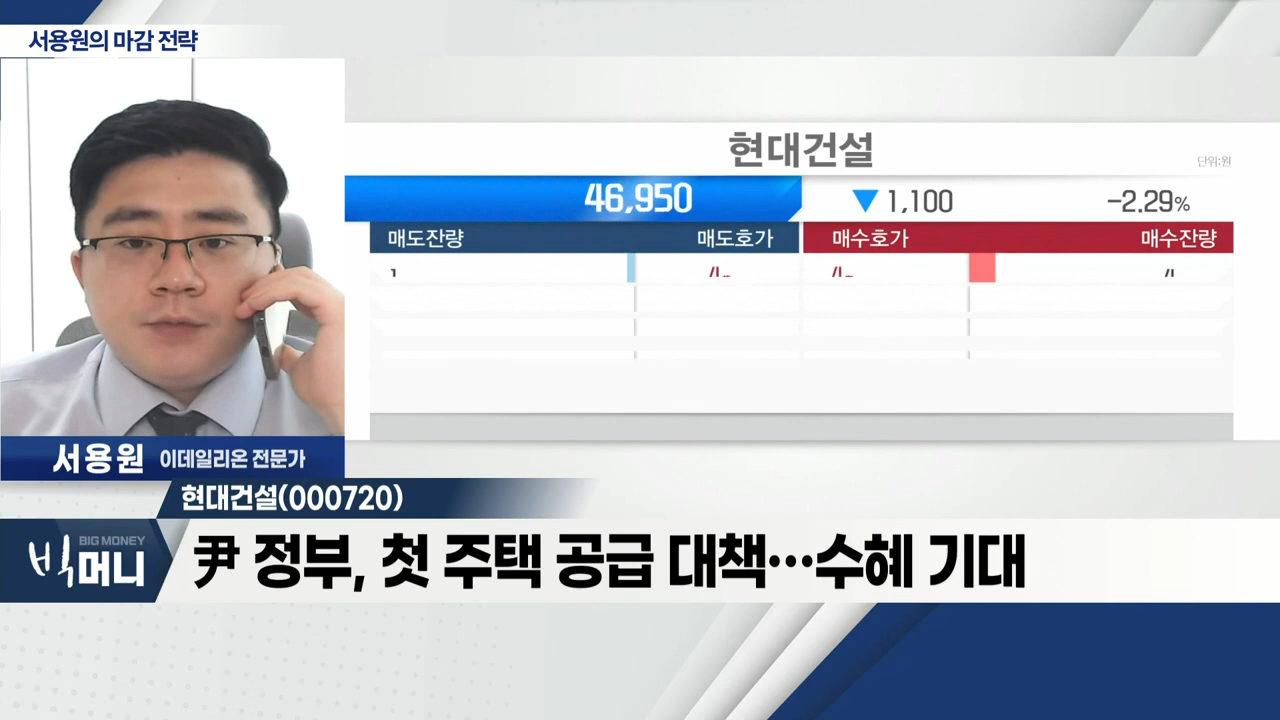 서용원의 마감 전략
현대건설
단위:원
46,950 ▼ 1,100 -2.29%
매도잔량 매도호가 매수호가 매수잔량
서용원 이데일리온 전문가
현대건설(000720)
BIG MONEY
빅머니
尹 정부, 첫 주택 공급 대책…수혜 기대